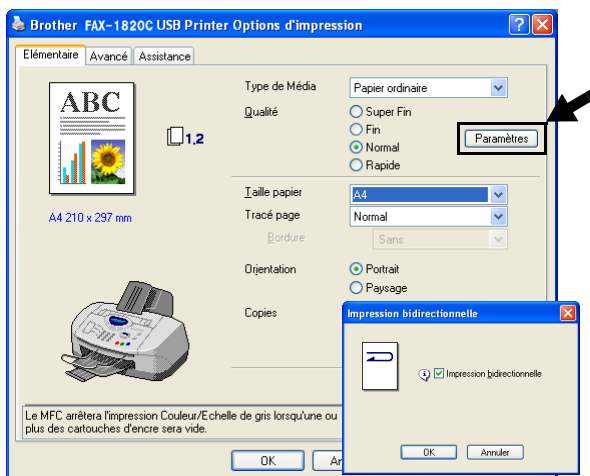 Brother FAX-1820C USB Printer Options d'impression
Elémentaire Avancé Assistance
ABC
1,2
A4 210 x 297 mm
Type de Média Papier ordinaire
Qualité Super Fin
Fin
Normal
Rapide
Paramètres
Taille papier A4
Tracé page Normal
Bordure Sans
Orientation Portrait
Paysage
Copies
Impression bidirectionnelle
Impression bidirectionnelle
OK Annuler
Le MFC arrêtera l'impression Couleur/Echelle de gris lorsqu'une ou
plus des cartouches d'encre sera vide.
OK